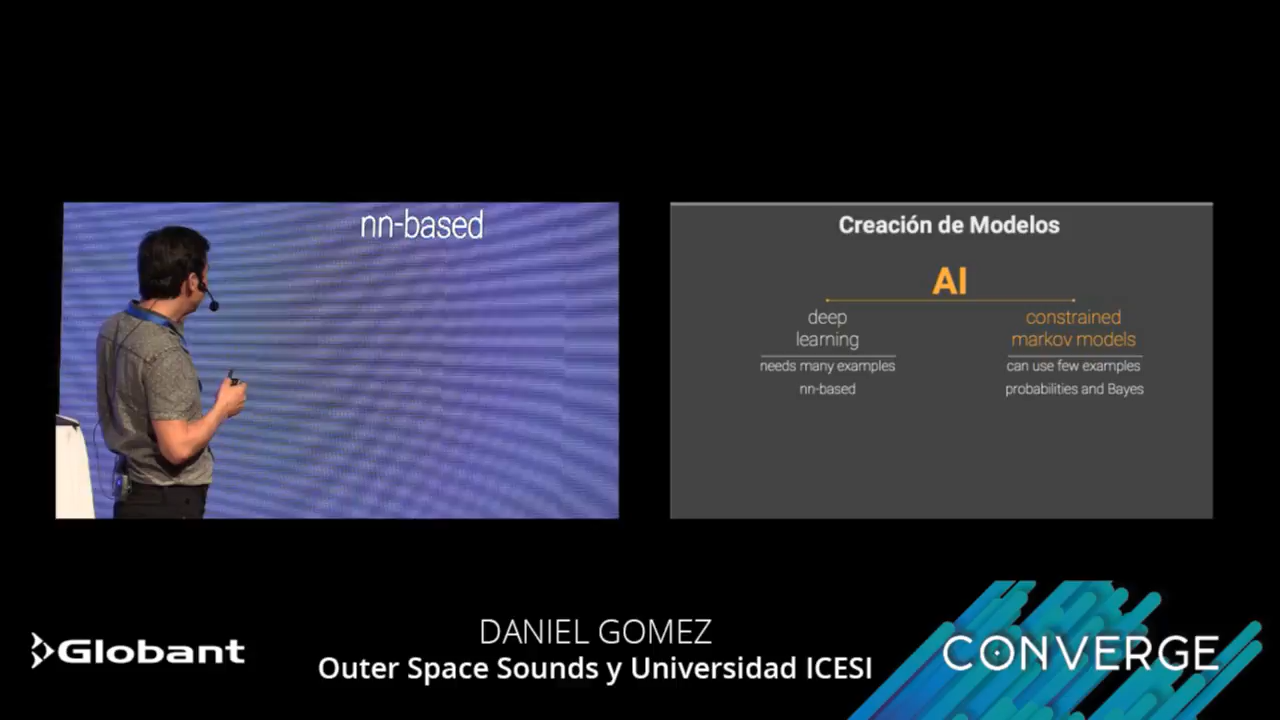 nn-based
Creación de Modelos
AI
deep
learning
needs many examples
nn-based
constrained
markov models
can use few examples
probabilities and Bayes
Globant
DANIEL GOMEZ
Outer Space Sounds y Universidad ICESI
CONVERGE